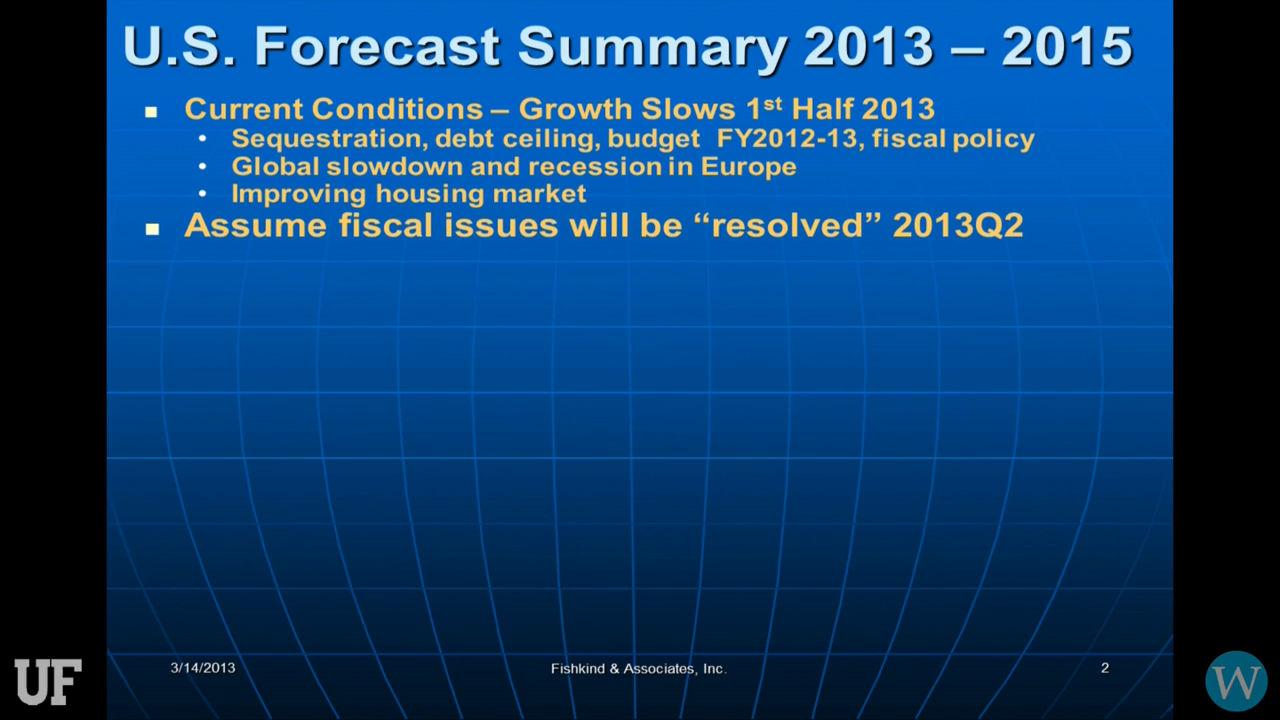 U.S. Forecast Summary 2013 – 2015
Current Conditions – Growth Slows 1st Half 2013
Sequestration, debt ceiling, budget FY2012-13, fiscal policy
Global slowdown and recession in Europe
Improving housing market
Assume fiscal issues will be “resolved” 2013Q2
3/14/2013
Fishkind & Associates, Inc.
2
UF
W